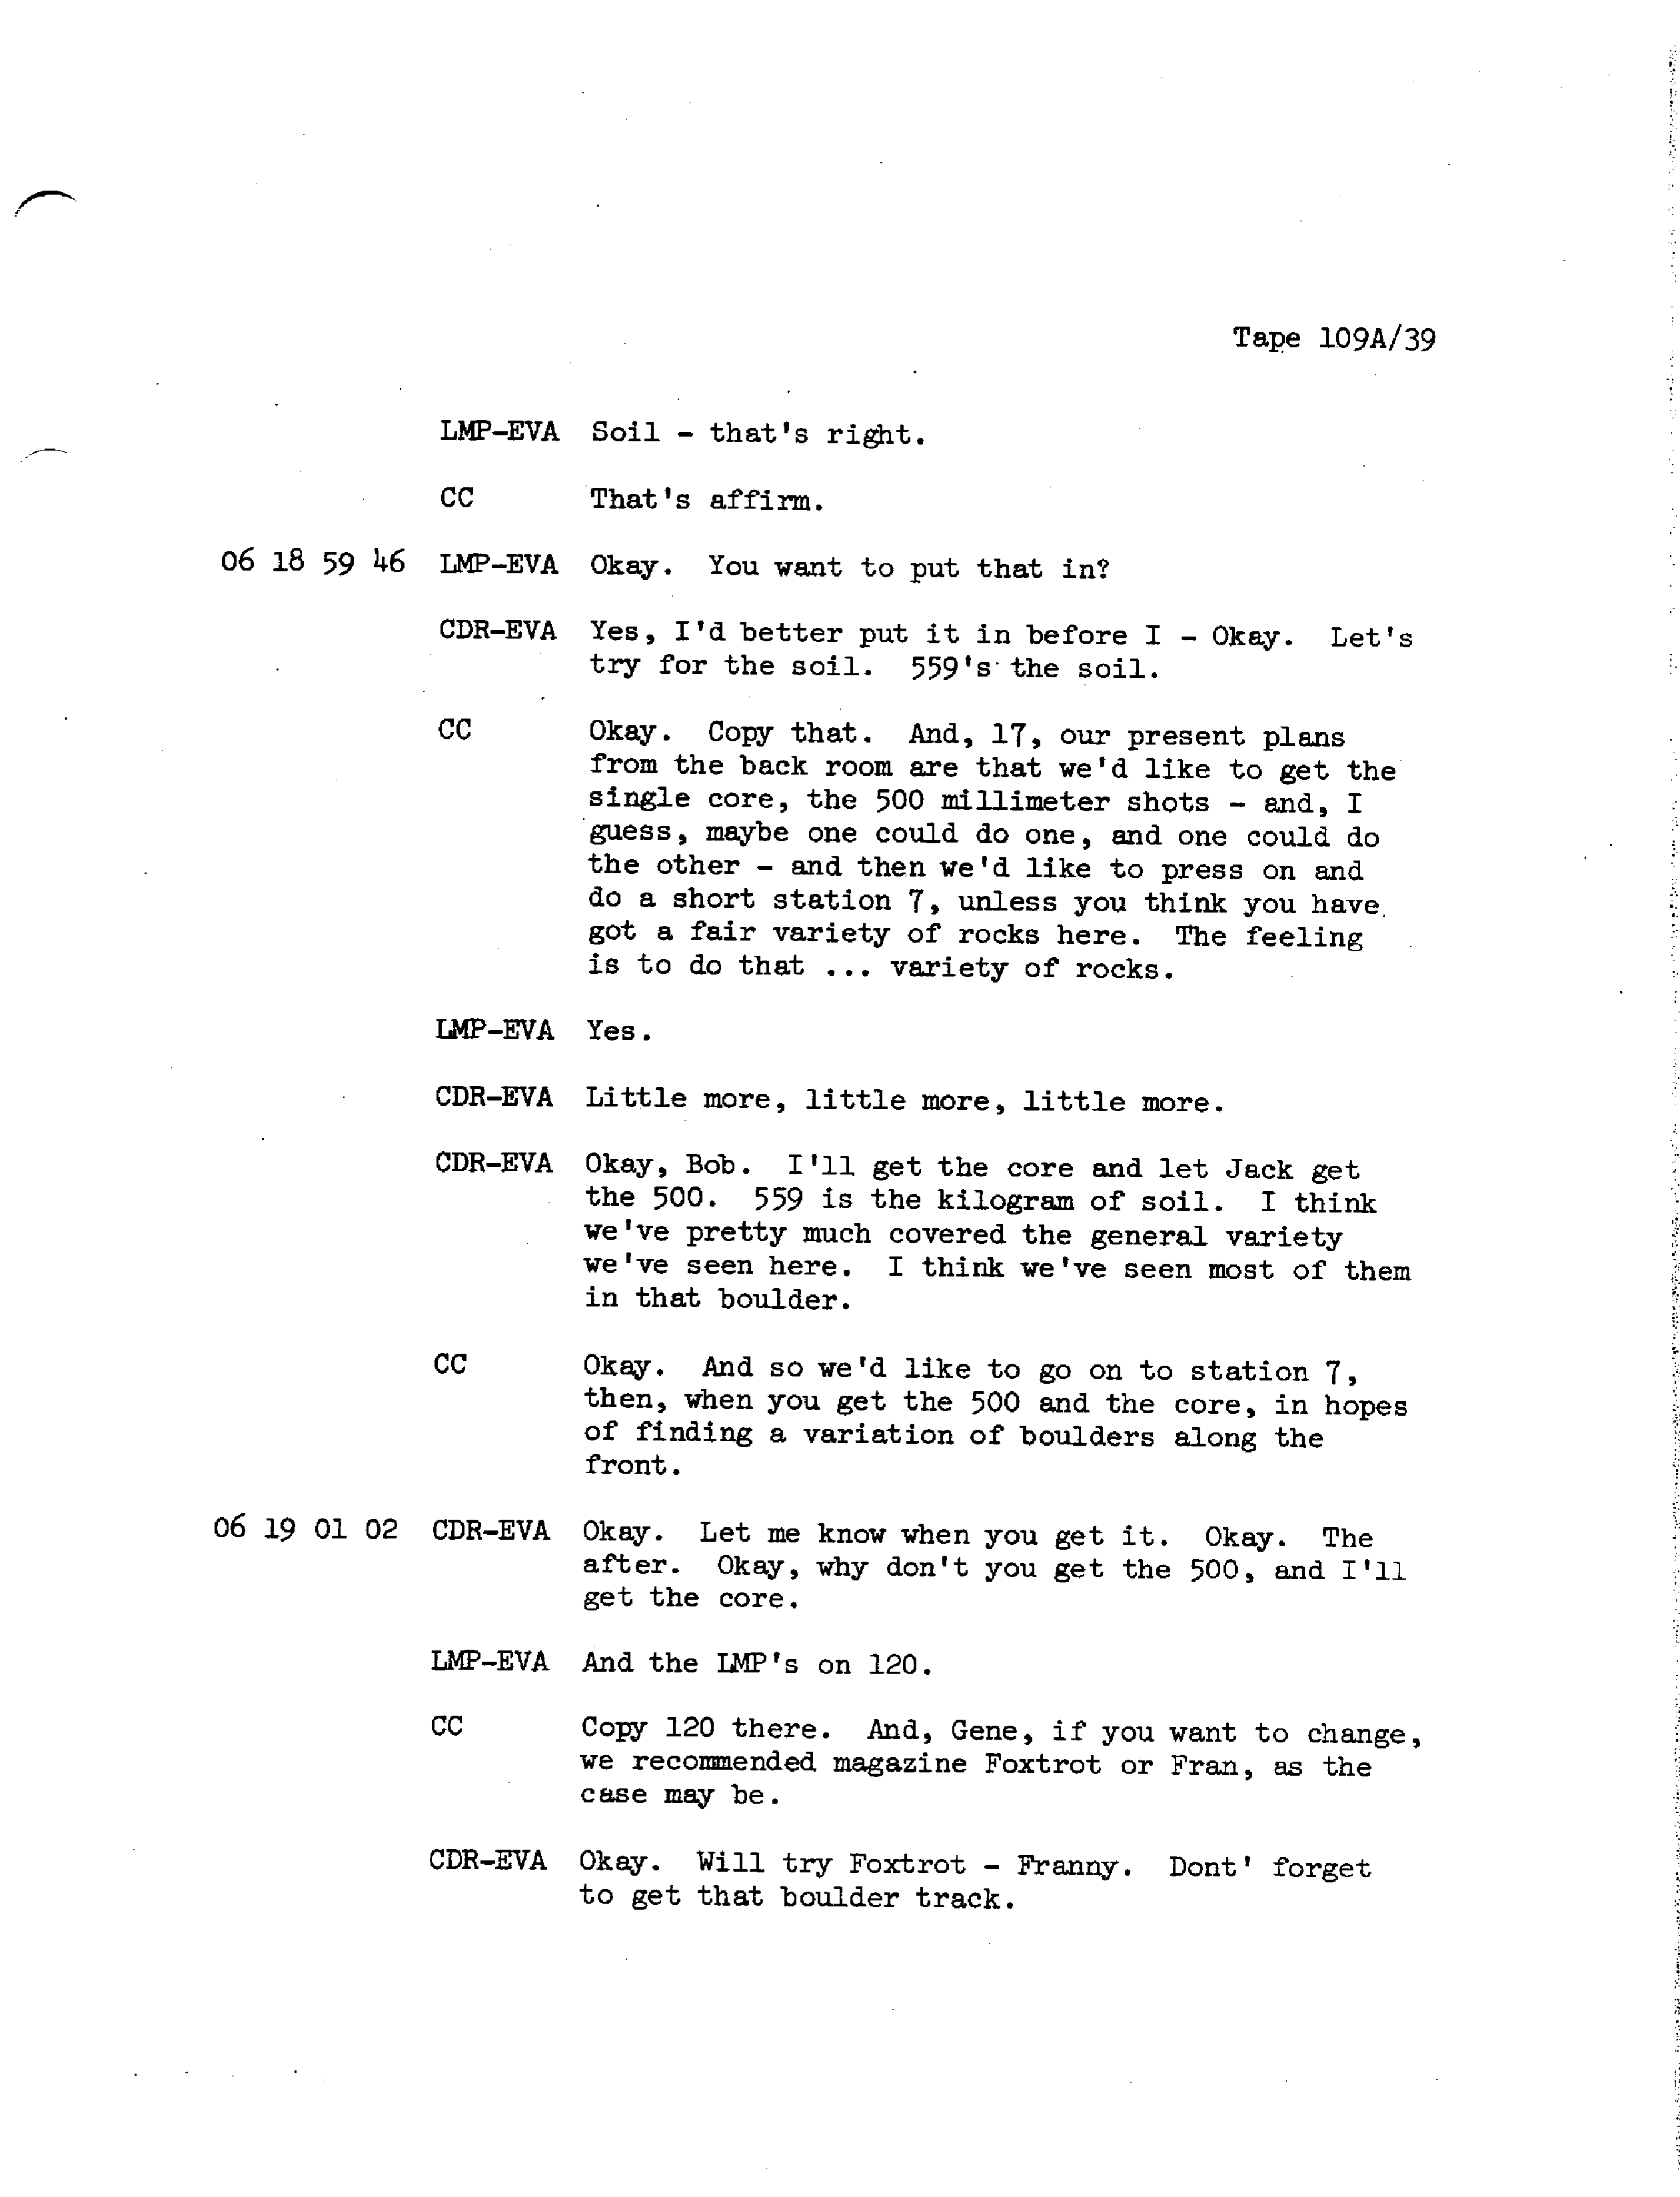 Tape 109A/39
LMP-EVA Soil - that's right.
CC That's affirm.
06 18 59 46 LMP-EVA Okay. You want to put that in?
CDR-EVA Yes, I'd better put it in before I - Okay. Let's
try for the soil. 559's the soil.
CC Okay. Copy that. And, 17, our present plans
from the back room are that we'd like to get the
single core, the 500 millimeter shots - and, I
guess, maybe one could do one, and one could do
the other - and then we'd like to press on and
do a short station 7, unless you think you have
got a fair variety of rocks here. The feeling
is to do that ... variety of rocks.
LMP-EVA Yes.
CDR-EVA Little more, little more, little more.
CDR-EVA Okay, Bob. I'll get the core and let Jack get
the 500. 559 is the kilogram of soil. I think
we've pretty much covered the general variety
we've seen here. I think we've seen most of them
in that boulder.
CC Okay. And so we'd like to go on to station 7,
then, when you get the 500 and the core, in hopes
of finding a variation of boulders along the
front.
06 19 01 02 CDR-EVA Okay. Let me know when you get it. Okay. The
after. Okay, why don't you get the 500, and I'll
get the core.
LMP-EVA And the LMP's on 120.
CC Copy 120 there. And, Gene, if you want to change,
we recommended magazine Foxtrot or Fran, as the
case may be.
CDR-EVA Okay. Will try Foxtrot - Franny. Dont' forget
to get that boulder track.